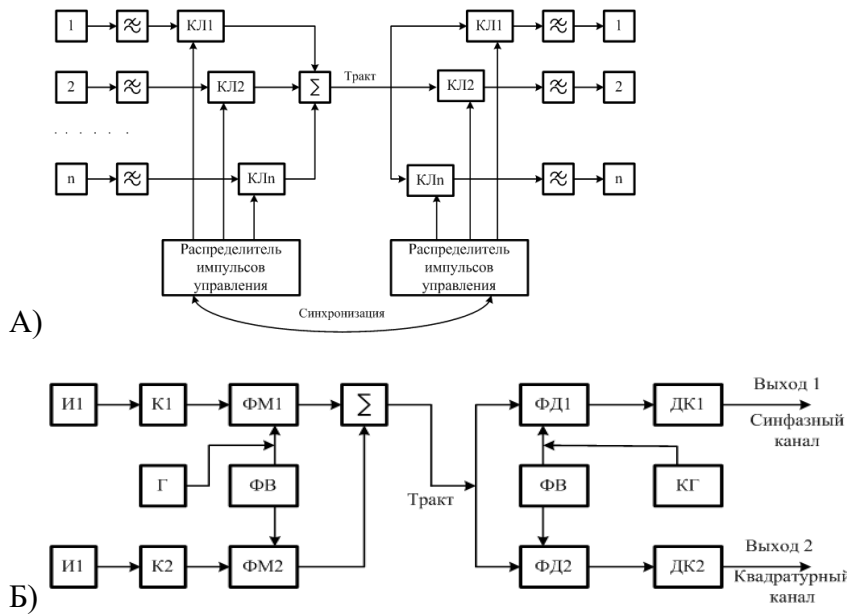 1 КЛ1 КЛ1 1
2 КЛ2 ∑ Тракт КЛ2 2
. . . . . .
n КЛn КЛn n
Распределитель
импульсов
управления
Распределитель
импульсов
управления
Синхронизация
А)
И1 К1 ФМ1 ∑ ФД1 ДК1 Выход 1
Синфазный
канал
Г ФВ Тракт ФВ КГ
И1 К2 ФМ2 ФД2 ДК2 Выход 2
Квадратурный
канал
Б)